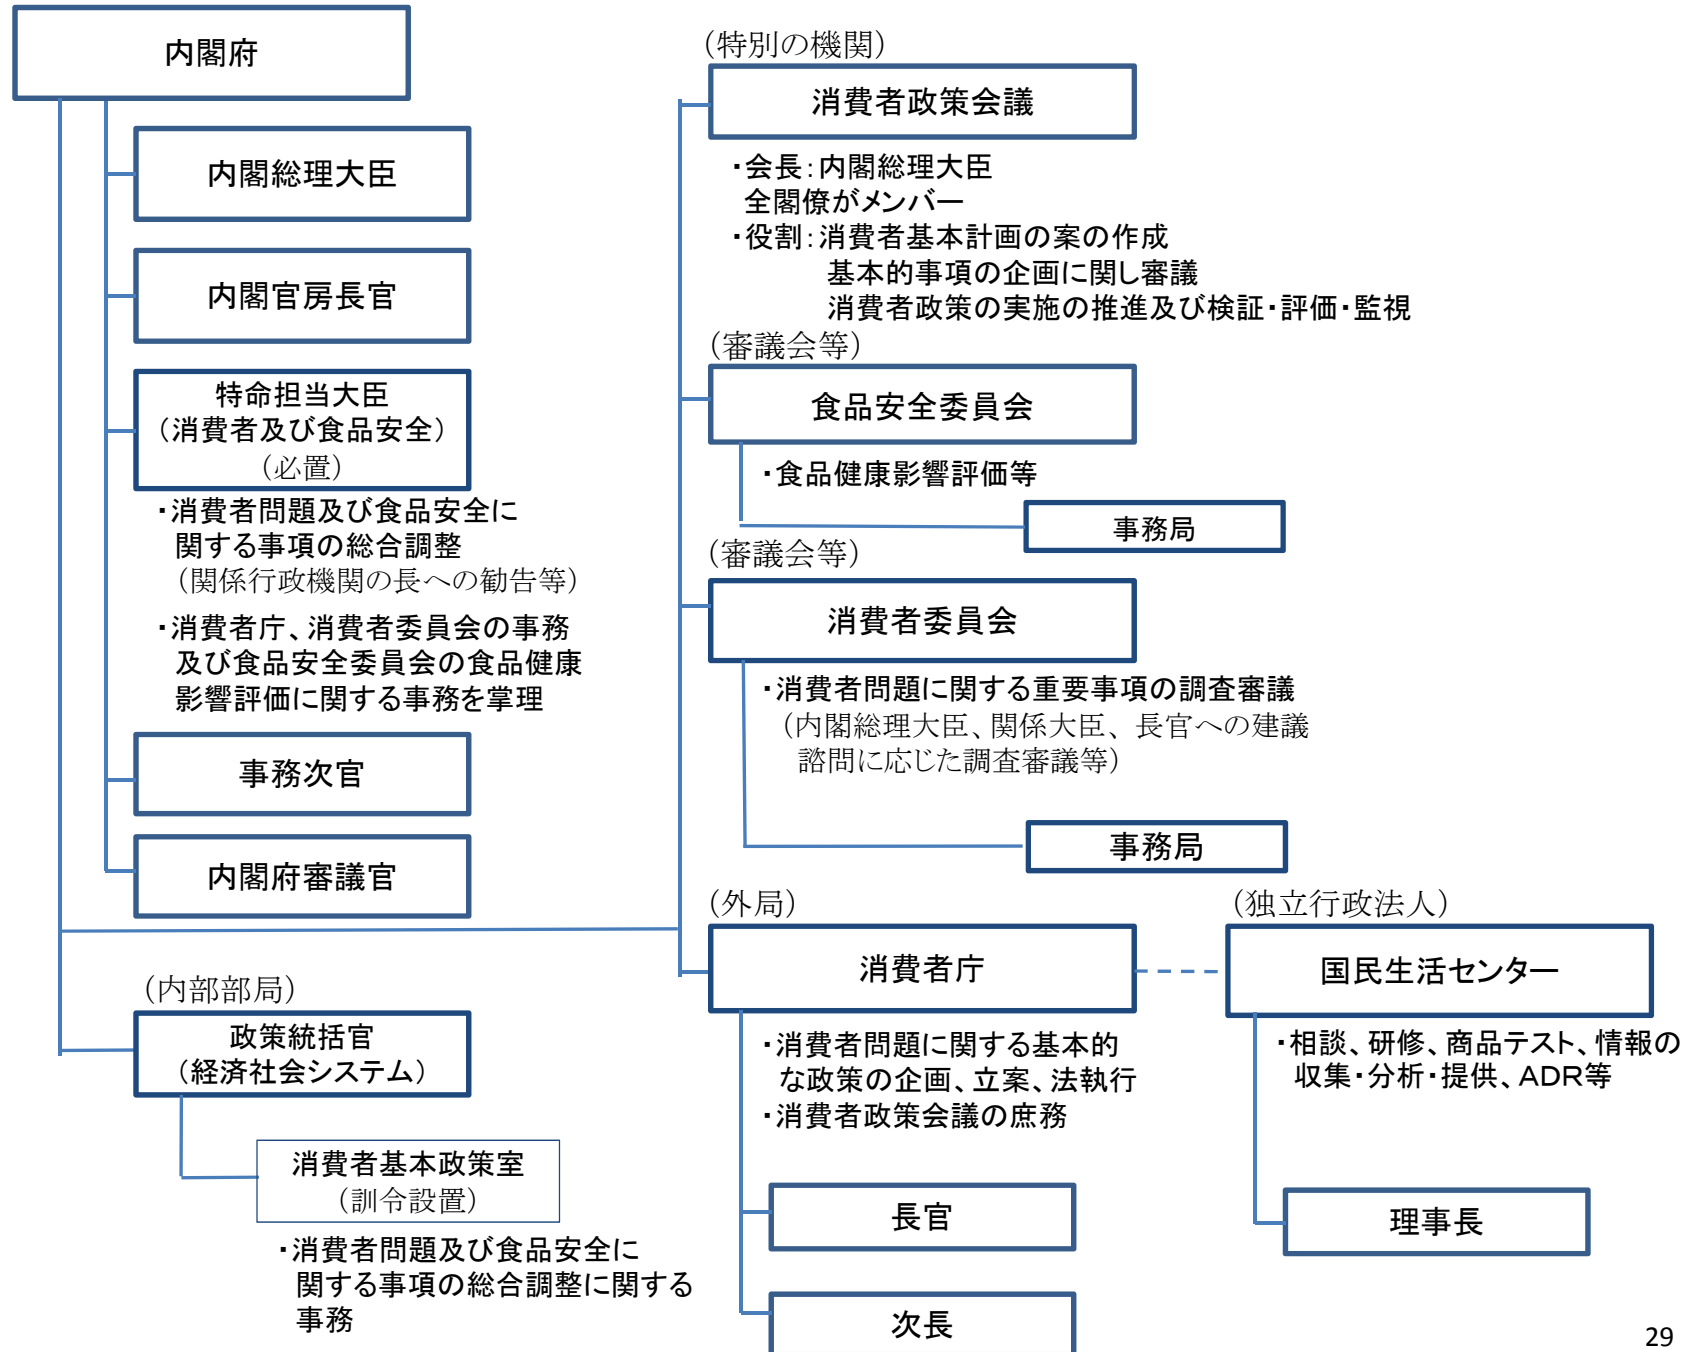 内閣府
内閣総理大臣
内閣官房長官
特命担当大臣
（消費者及び食品安全）
（必置）
・消費者問題及び食品安全に
関する事項の総合調整
（関係行政機関の長への勧告等）
・消費者庁、消費者委員会の事務
及び食品安全委員会の食品健康
影響評価に関する事務を掌理
事務次官
内閣府審議官
（内部部局）
政策統括官
（経済社会システム）
消費者基本政策室
（訓令設置）
・消費者問題及び食品安全に
関する事項の総合調整に関する
事務
（特別の機関）
消費者政策会議
・会長：内閣総理大臣
全閣僚がメンバー
・役割：消費者基本計画の案の作成
基本的事項の企画に関し審議
消費者政策の実施の推進及び検証・評価・監視
（審議会等）
食品安全委員会
・食品健康影響評価等
事務局
（審議会等）
消費者委員会
・消費者問題に関する重要事項の調査審議
（内閣総理大臣、関係大臣、長官への建議
諮問に応じた調査審議等）
事務局
（外局）
消費者庁
・消費者問題に関する基本的
な政策の企画、立案、法執行
・消費者政策会議の庶務
長官
次長
（独立行政法人）
国民生活センター
・相談、研修、商品テスト、情報の
収集・分析・提供、ＡＤＲ等
理事長
29